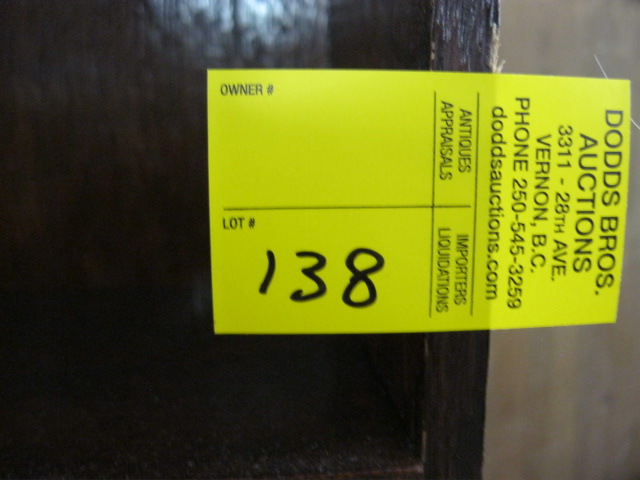 DODDS BROS.
AUCTIONS
3311 - 28TH AVE.
VERNON, B.C.
PHONE 250-545-3259
doddsauctions.com
ANTIQUES
APPRAISALS
IMPORTERS
LIQUIDATIONS
OWNER #
LOT #
138